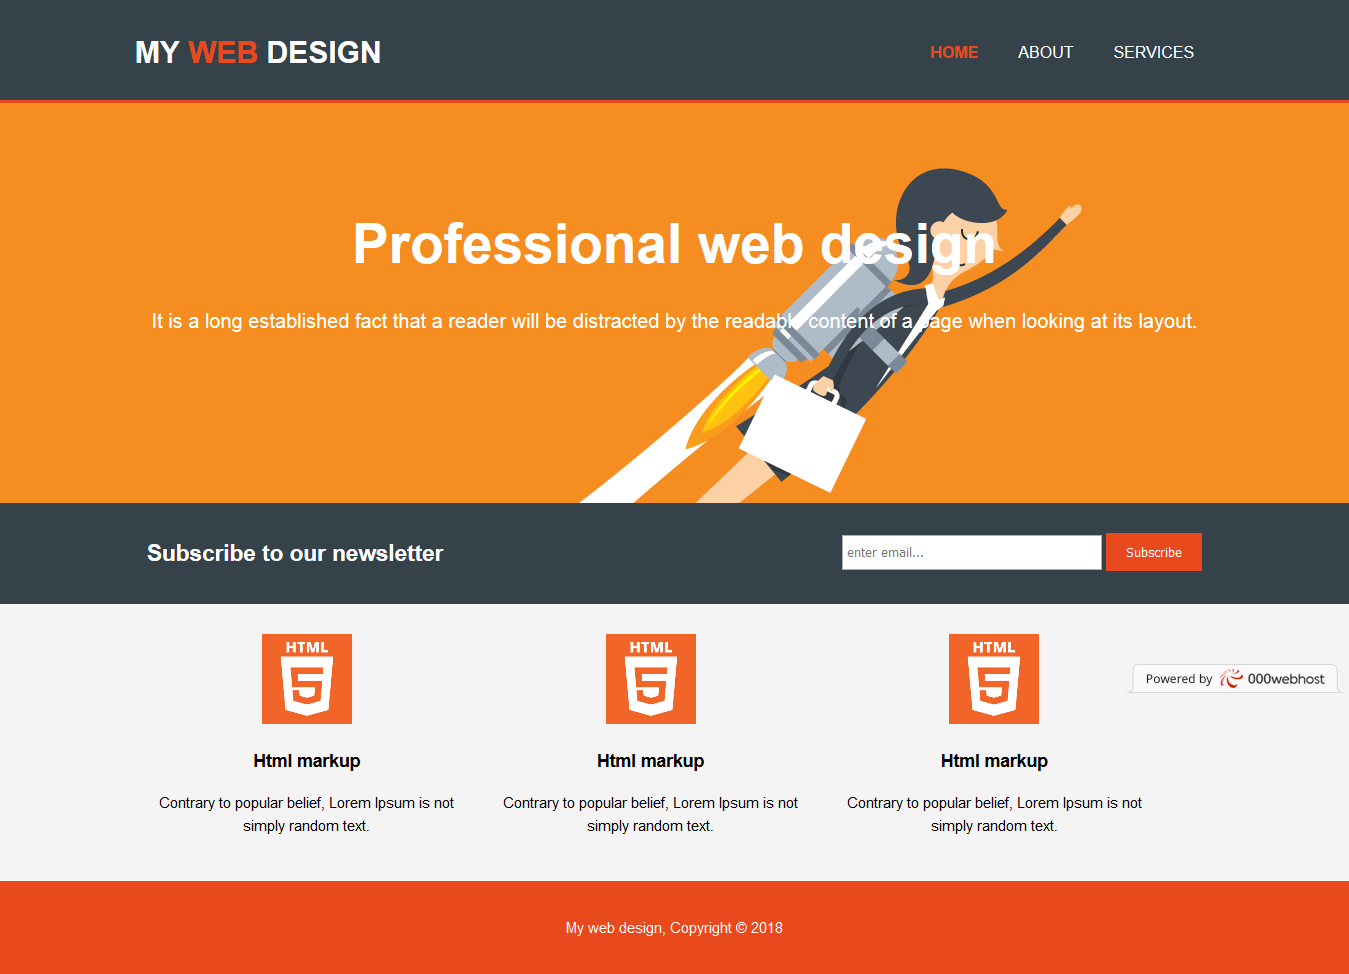 MY WEB DESIGN
HOME ABOUT SERVICES
Professional web design
It is a long established fact that a reader will be distracted by the readable content of a page when looking at its layout.
Subscribe to our newsletter
enter email...
Subscribe
HTML
HTML
HTML
Powered by 000webhost
Html markup
Html markup
Html markup
Contrary to popular belief, Lorem Ipsum is not
simply random text.
Contrary to popular belief, Lorem Ipsum is not
simply random text.
Contrary to popular belief, Lorem Ipsum is not
simply random text.
My web design, Copyright © 2018